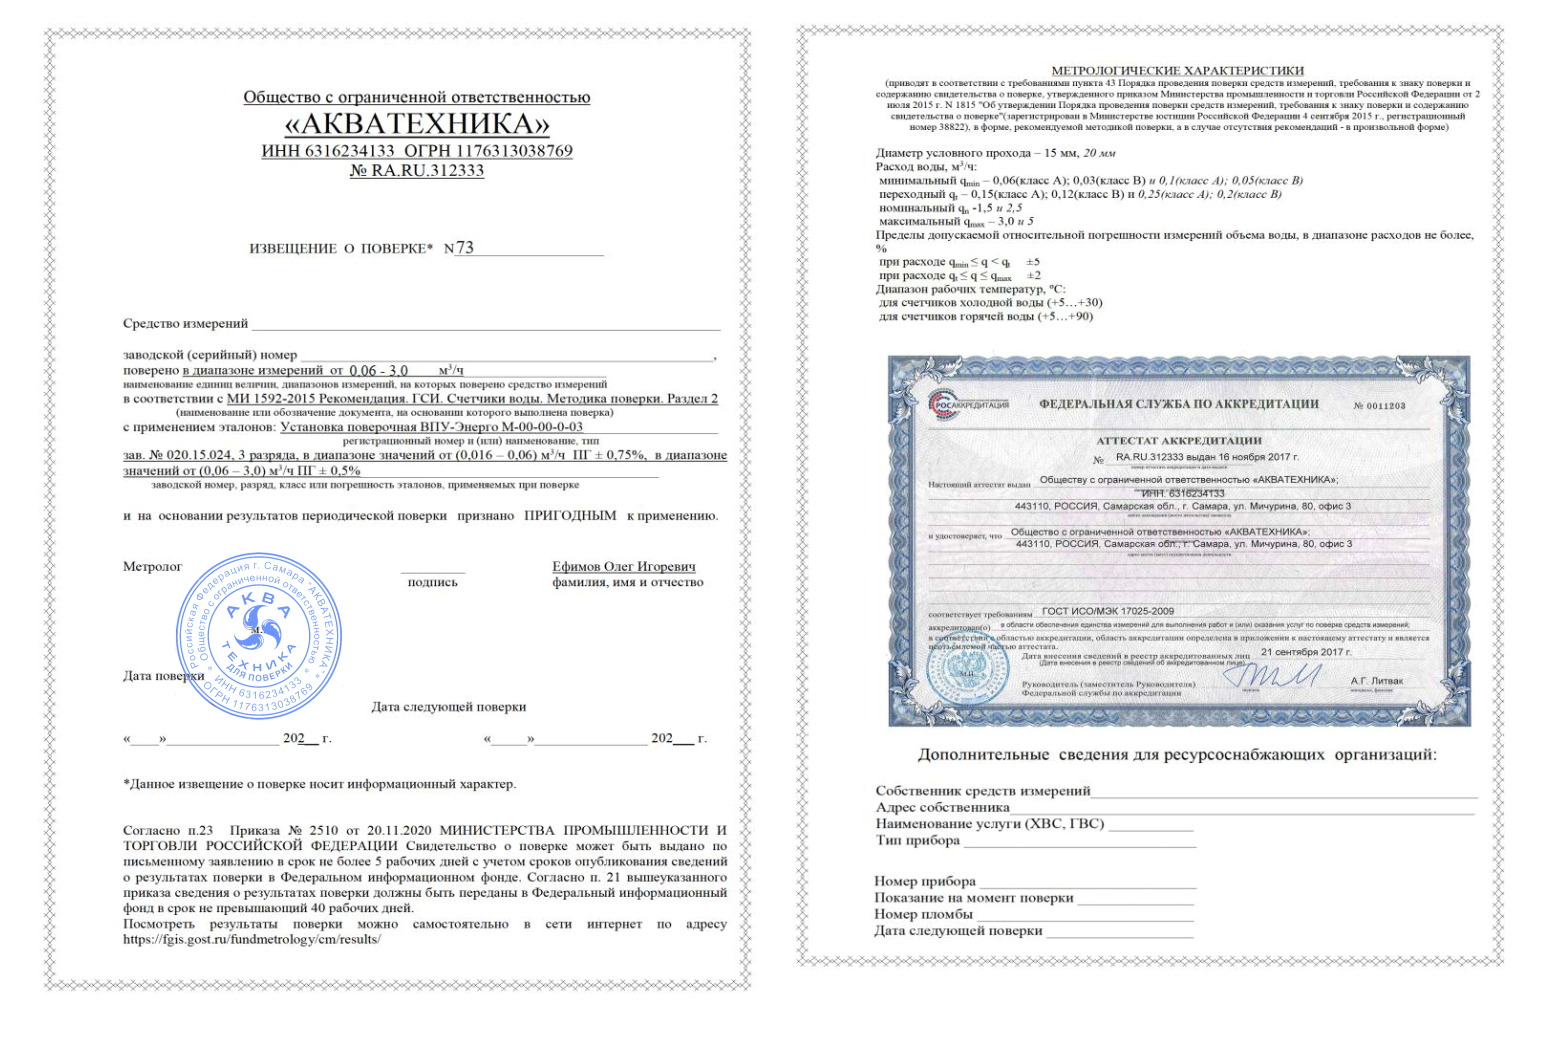 Общество с ограниченной ответственностью
«АКВАТЕХНИКА»
ИНН 6316234133 ОГРН 1176313038769
№ RA.RU.312333
ИЗВЕЩЕНИЕ О ПОВЕРКЕ* N73
Средство измерений
заводской (серийный) номер ,
поверено в диапазоне измерений от 0,06 - 3,0 м³/ч
наименование единиц величин, диапазонов измерений, на которых поверено средство измерений
в соответствии с МИ 1592-2015 Рекомендация. ГСИ. Счетчики воды. Методика поверки. Раздел 2
(наименование или обозначение документа, на основании которого выполнена поверка)
с применением эталонов: Установка поверочная ВПУ-Энерго М-00-00-0-03
регистрационный номер и (или) наименование, тип
зав. № 020.15.024, 3 разряда, в диапазоне значений от (0,016 – 0,06) м³/ч ПГ ± 0,75%, в диапазоне
значений от (0,06 – 3,0) м³/ч ПГ ± 0,5%
заводской номер, разряд, класс или погрешность эталонов, применяемых при поверке
и на основании результатов периодической поверки признано ПРИГОДНЫМ к применению.
Метролог Ефимов Олег Игоревич
подпись фамилия, имя и отчество
Российская Федерация г. Самара "АКВАТЕХНИКА"
Общество с ограниченной ответственностью
АКВА
М.
ТЕХНИКА
ДЛЯ ПОВЕРКИ
* ИНН 6316234133 *
* ОГРН 1176313038769 *
Дата поверки
Дата следующей поверки
«____»________________ 202__ г. «_____»________________ 202___ г.
*Данное извещение о поверке носит информационный характер.
Согласно п.23 Приказа № 2510 от 20.11.2020 МИНИСТЕРСТВА ПРОМЫШЛЕННОСТИ И
ТОРГОВЛИ РОССИЙСКОЙ ФЕДЕРАЦИИ Свидетельство о поверке может быть выдано по
письменному заявлению в срок не более 5 рабочих дней с учетом сроков опубликования сведений
о результатах поверки в Федеральном информационном фонде. Согласно п. 21 вышеуказанного
приказа сведения о результатах поверки должны быть переданы в Федеральный информационный
фонд в срок не превышающий 40 рабочих дней.
Посмотреть результаты поверки можно самостоятельно в сети интернет по адресу
https://fgis.gost.ru/fundmetrology/cm/results/
МЕТРОЛОГИЧЕСКИЕ ХАРАКТЕРИСТИКИ
(приводят в соответствии с требованиями пункта 43 Порядка проведения поверки средств измерений, требования к знаку поверки и
содержанию свидетельства о поверке, утвержденного приказом Министерства промышленности и торговли Российской Федерации от 2
июля 2015 г. N 1815 "Об утверждении Порядка проведения поверки средств измерений, требования к знаку поверки и содержанию
свидетельства о поверке"(зарегистрирован в Министерстве юстиции Российской Федерации 4 сентября 2015 г., регистрационный
номер 38822), в форме, рекомендуемой методикой поверки, а в случае отсутствия рекомендаций - в произвольной форме)
Диаметр условного прохода – 15 мм, 20 мм
Расход воды, м³/ч:
минимальный qmin – 0,06(класс А); 0,03(класс В) и 0,1(класс А); 0,05(класс В)
переходный qt – 0,15(класс А); 0,12(класс В) и 0,25(класс А); 0,2(класс В)
номинальный qn -1,5 и 2,5
максимальный qmax – 3,0 и 5
Пределы допускаемой относительной погрешности измерений объема воды, в диапазоне расходов не более,
%
при расходе qmin ≤ q < qt ±5
при расходе qt ≤ q ≤ qmax ±2
Диапазон рабочих температур, °С:
для счетчиков холодной воды (+5…+30)
для счетчиков горячей воды (+5…+90)
РОСАККРЕДИТАЦИЯ
ФЕДЕРАЛЬНАЯ СЛУЖБА ПО АККРЕДИТАЦИИ № 0011203
АТТЕСТАТ АККРЕДИТАЦИИ
№ RA.RU.312333 выдан 16 ноября 2017 г.
Настоящий аттестат выдан Обществу с ограниченной ответственностью «АКВАТЕХНИКА»;
ИНН: 6316234133
443110, РОССИЯ, Самарская обл., г. Самара, ул. Мичурина, 80, офис 3
и удостоверяет, что Общество с ограниченной ответственностью «АКВАТЕХНИКА»;
443110, РОССИЯ, Самарская обл., г. Самара, ул. Мичурина, 80, офис 3
соответствует требованиям ГОСТ ИСО/МЭК 17025-2009
аккредитован(о) в области обеспечения единства измерений для выполнения работ и (или) оказания услуг по поверке средств измерений;
в соответствии с областью аккредитации, область аккредитации определена в приложении к настоящему аттестату и является
неотъемлемой частью аттестата.
Дата внесения сведений в реестр аккредитованных лиц 21 сентября 2017 г.
(Дата внесения в реестр сведений об аккредитованном лице)
М.П.
Руководитель (заместитель Руководителя)
Федеральной службы по аккредитации
А.Г. Литвак
Дополнительные сведения для ресурсоснабжающих организаций:
Собственник средств измерений
Адрес собственника
Наименование услуги (ХВС, ГВС)
Тип прибора
Номер прибора
Показание на момент поверки
Номер пломбы
Дата следующей поверки